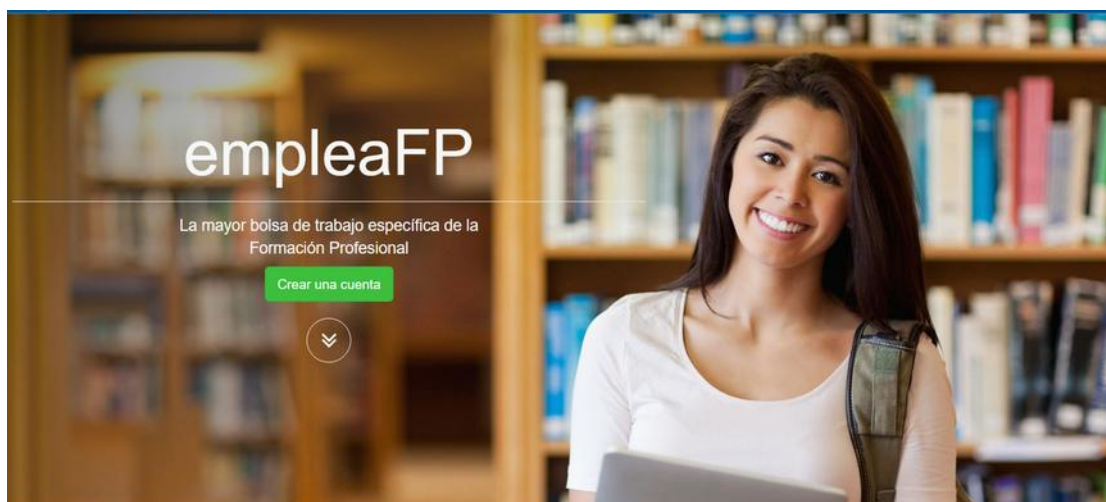 empleaFP
La mayor bolsa de trabajo específica de la
Formación Profesional
Crear una cuenta